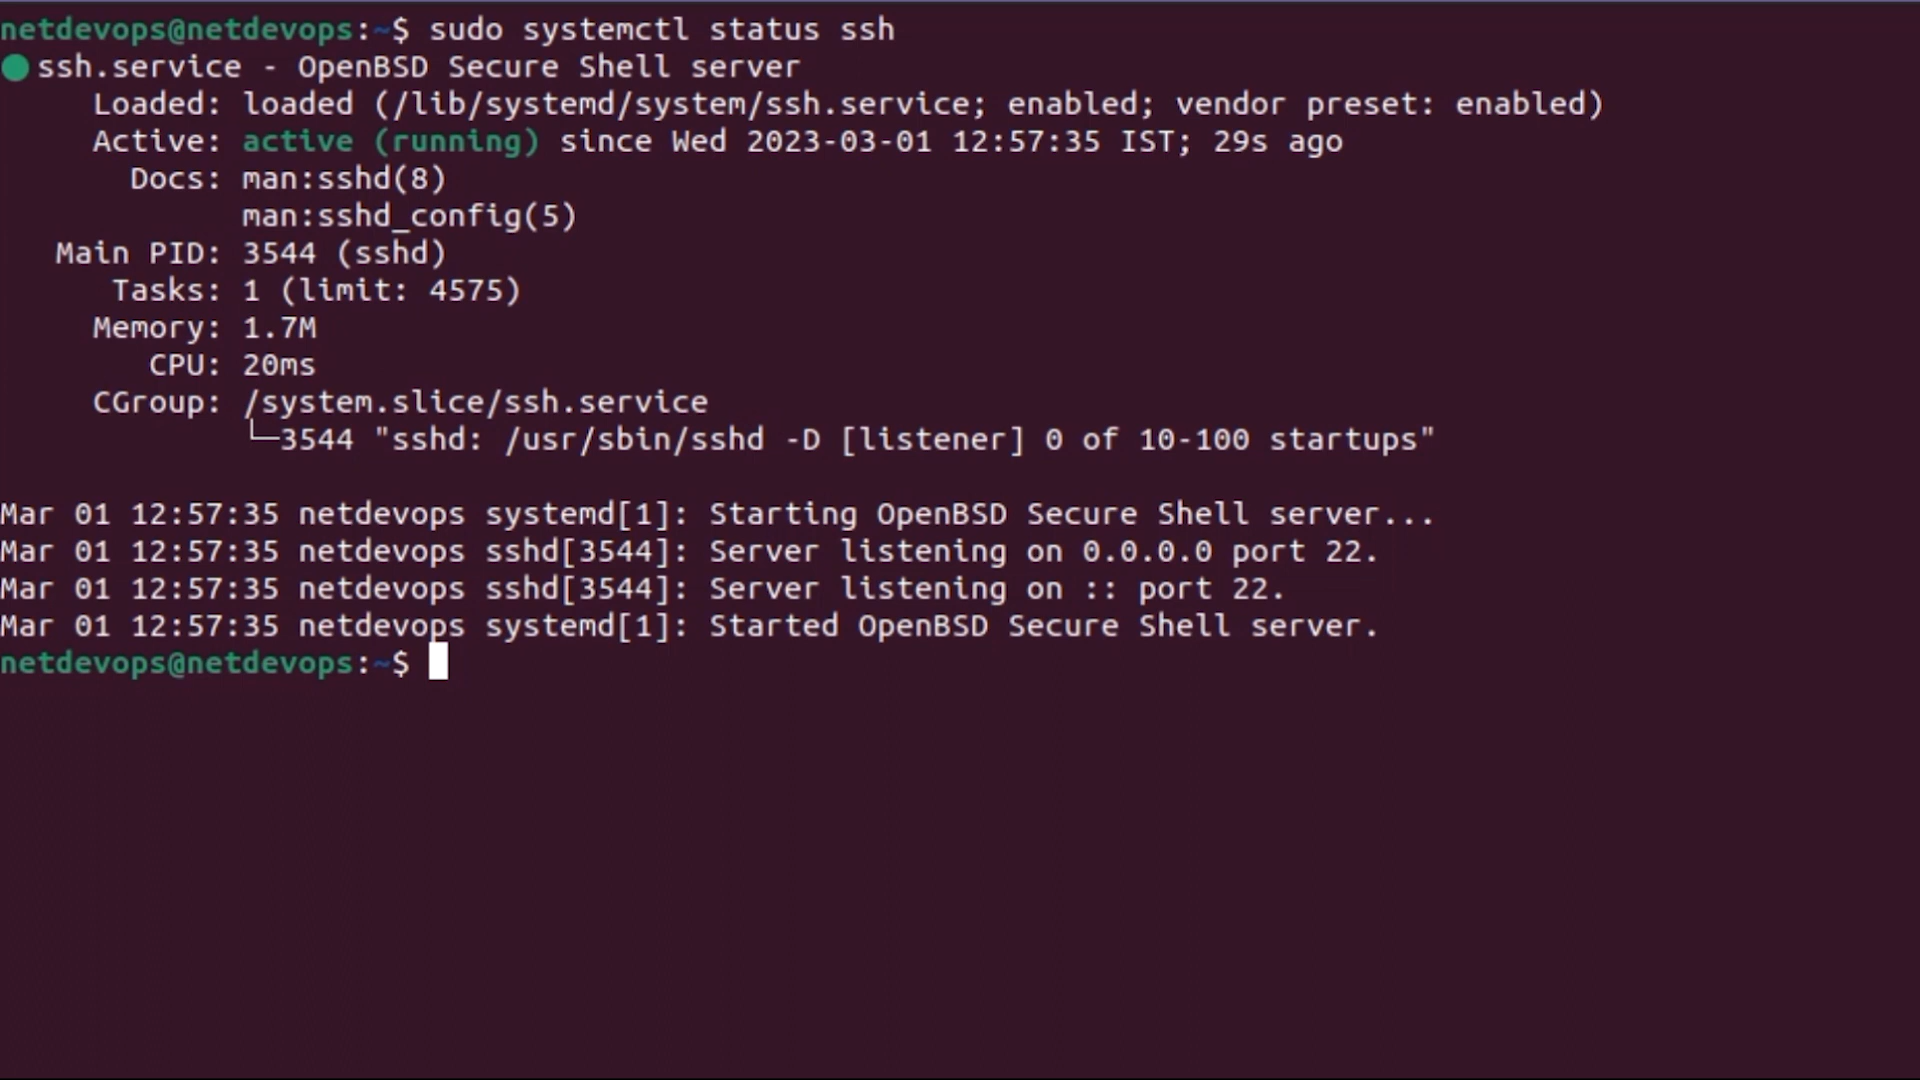 netdevops@netdevops:~$ sudo systemctl status ssh
● ssh.service - OpenBSD Secure Shell server
     Loaded: loaded (/lib/systemd/system/ssh.service; enabled; vendor preset: enabled)
     Active: active (running) since Wed 2023-03-01 12:57:35 IST; 29s ago
       Docs: man:sshd(8)
             man:sshd_config(5)
   Main PID: 3544 (sshd)
      Tasks: 1 (limit: 4575)
     Memory: 1.7M
        CPU: 20ms
     CGroup: /system.slice/ssh.service
             └─3544 "sshd: /usr/sbin/sshd -D [listener] 0 of 10-100 startups"

Mar 01 12:57:35 netdevops systemd[1]: Starting OpenBSD Secure Shell server...
Mar 01 12:57:35 netdevops sshd[3544]: Server listening on 0.0.0.0 port 22.
Mar 01 12:57:35 netdevops sshd[3544]: Server listening on :: port 22.
Mar 01 12:57:35 netdevops systemd[1]: Started OpenBSD Secure Shell server.
netdevops@netdevops:~$